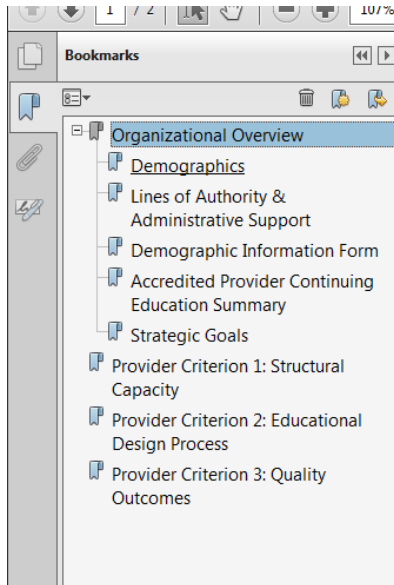 1 / 2 107%
Bookmarks
Organizational Overview
Demographics
Lines of Authority &
Administrative Support
Demographic Information Form
Accredited Provider Continuing
Education Summary
Strategic Goals
Provider Criterion 1: Structural
Capacity
Provider Criterion 2: Educational
Design Process
Provider Criterion 3: Quality
Outcomes